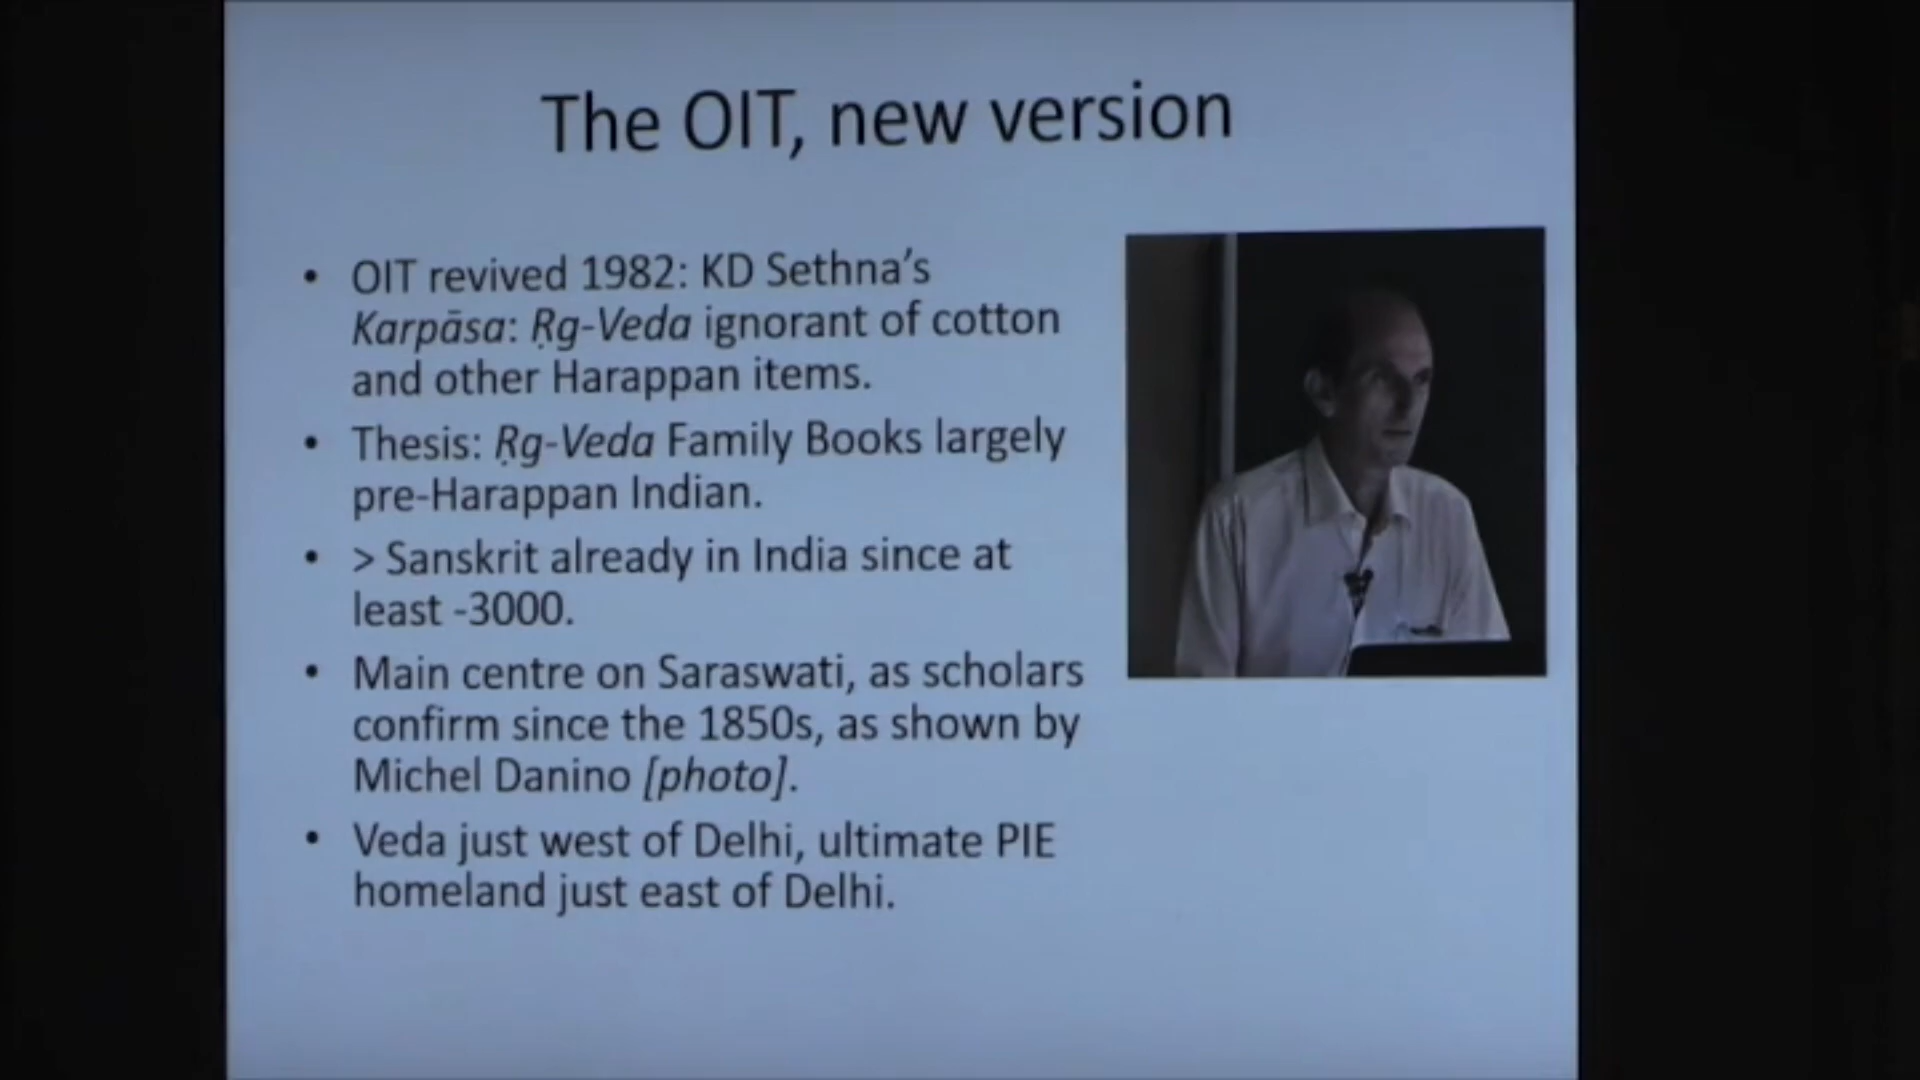 The OIT, new version
• OIT revived 1982: KD Sethna's
Karpāsa: Ṛg-Veda ignorant of cotton
and other Harappan items.
• Thesis: Ṛg-Veda Family Books largely
pre-Harappan Indian.
• > Sanskrit already in India since at
least -3000.
• Main centre on Saraswati, as scholars
confirm since the 1850s, as shown by
Michel Danino [photo].
• Veda just west of Delhi, ultimate PIE
homeland just east of Delhi.